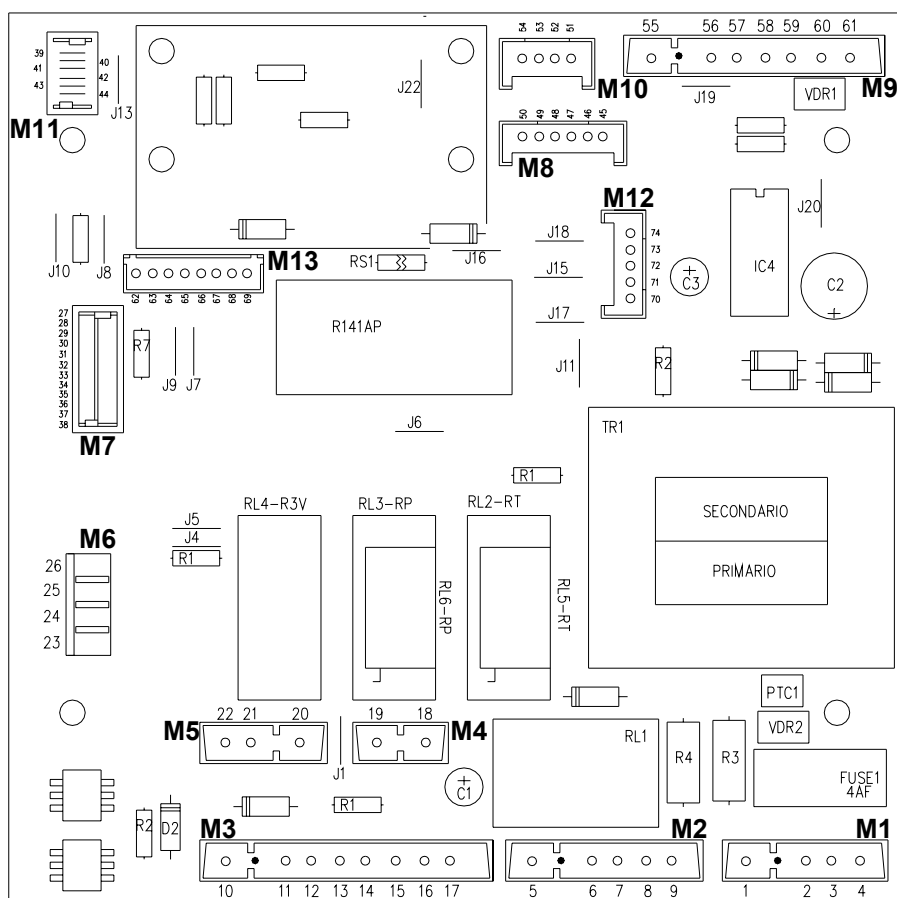 54 53 52 51
55 56 57 58 59 60 61
39
41
43
40
42
44
M11
J13
J22
M10
J19
VDR1
M9
50 49 48 47 46 45
M8
M12
J20
J10
J8
M13
RS1
J16
J18
J15
J17
74
73
72
71
70
C3
IC4
C2
62 63 64 65 66 67 68 69
27
28
29
30
31
32
33
34
35
36
37
38
M7
R7
J9
J7
R141AP
J11
R2
J6
TR1
SECONDARIO
PRIMARIO
R1
RL4-R3V
RL3-RP
RL2-RT
RL6-RP
RL5-RT
J5
J4
R1
M6
26
25
24
23
PTC1
VDR2
22 21 20
M5
19 18
M4
J1
C1
RL1
R4
R3
FUSE1
4AF
R2
D2
R1
M3
M2
M1
10 11 12 13 14 15 16 17
5 6 7 8 9
1 2 3 4